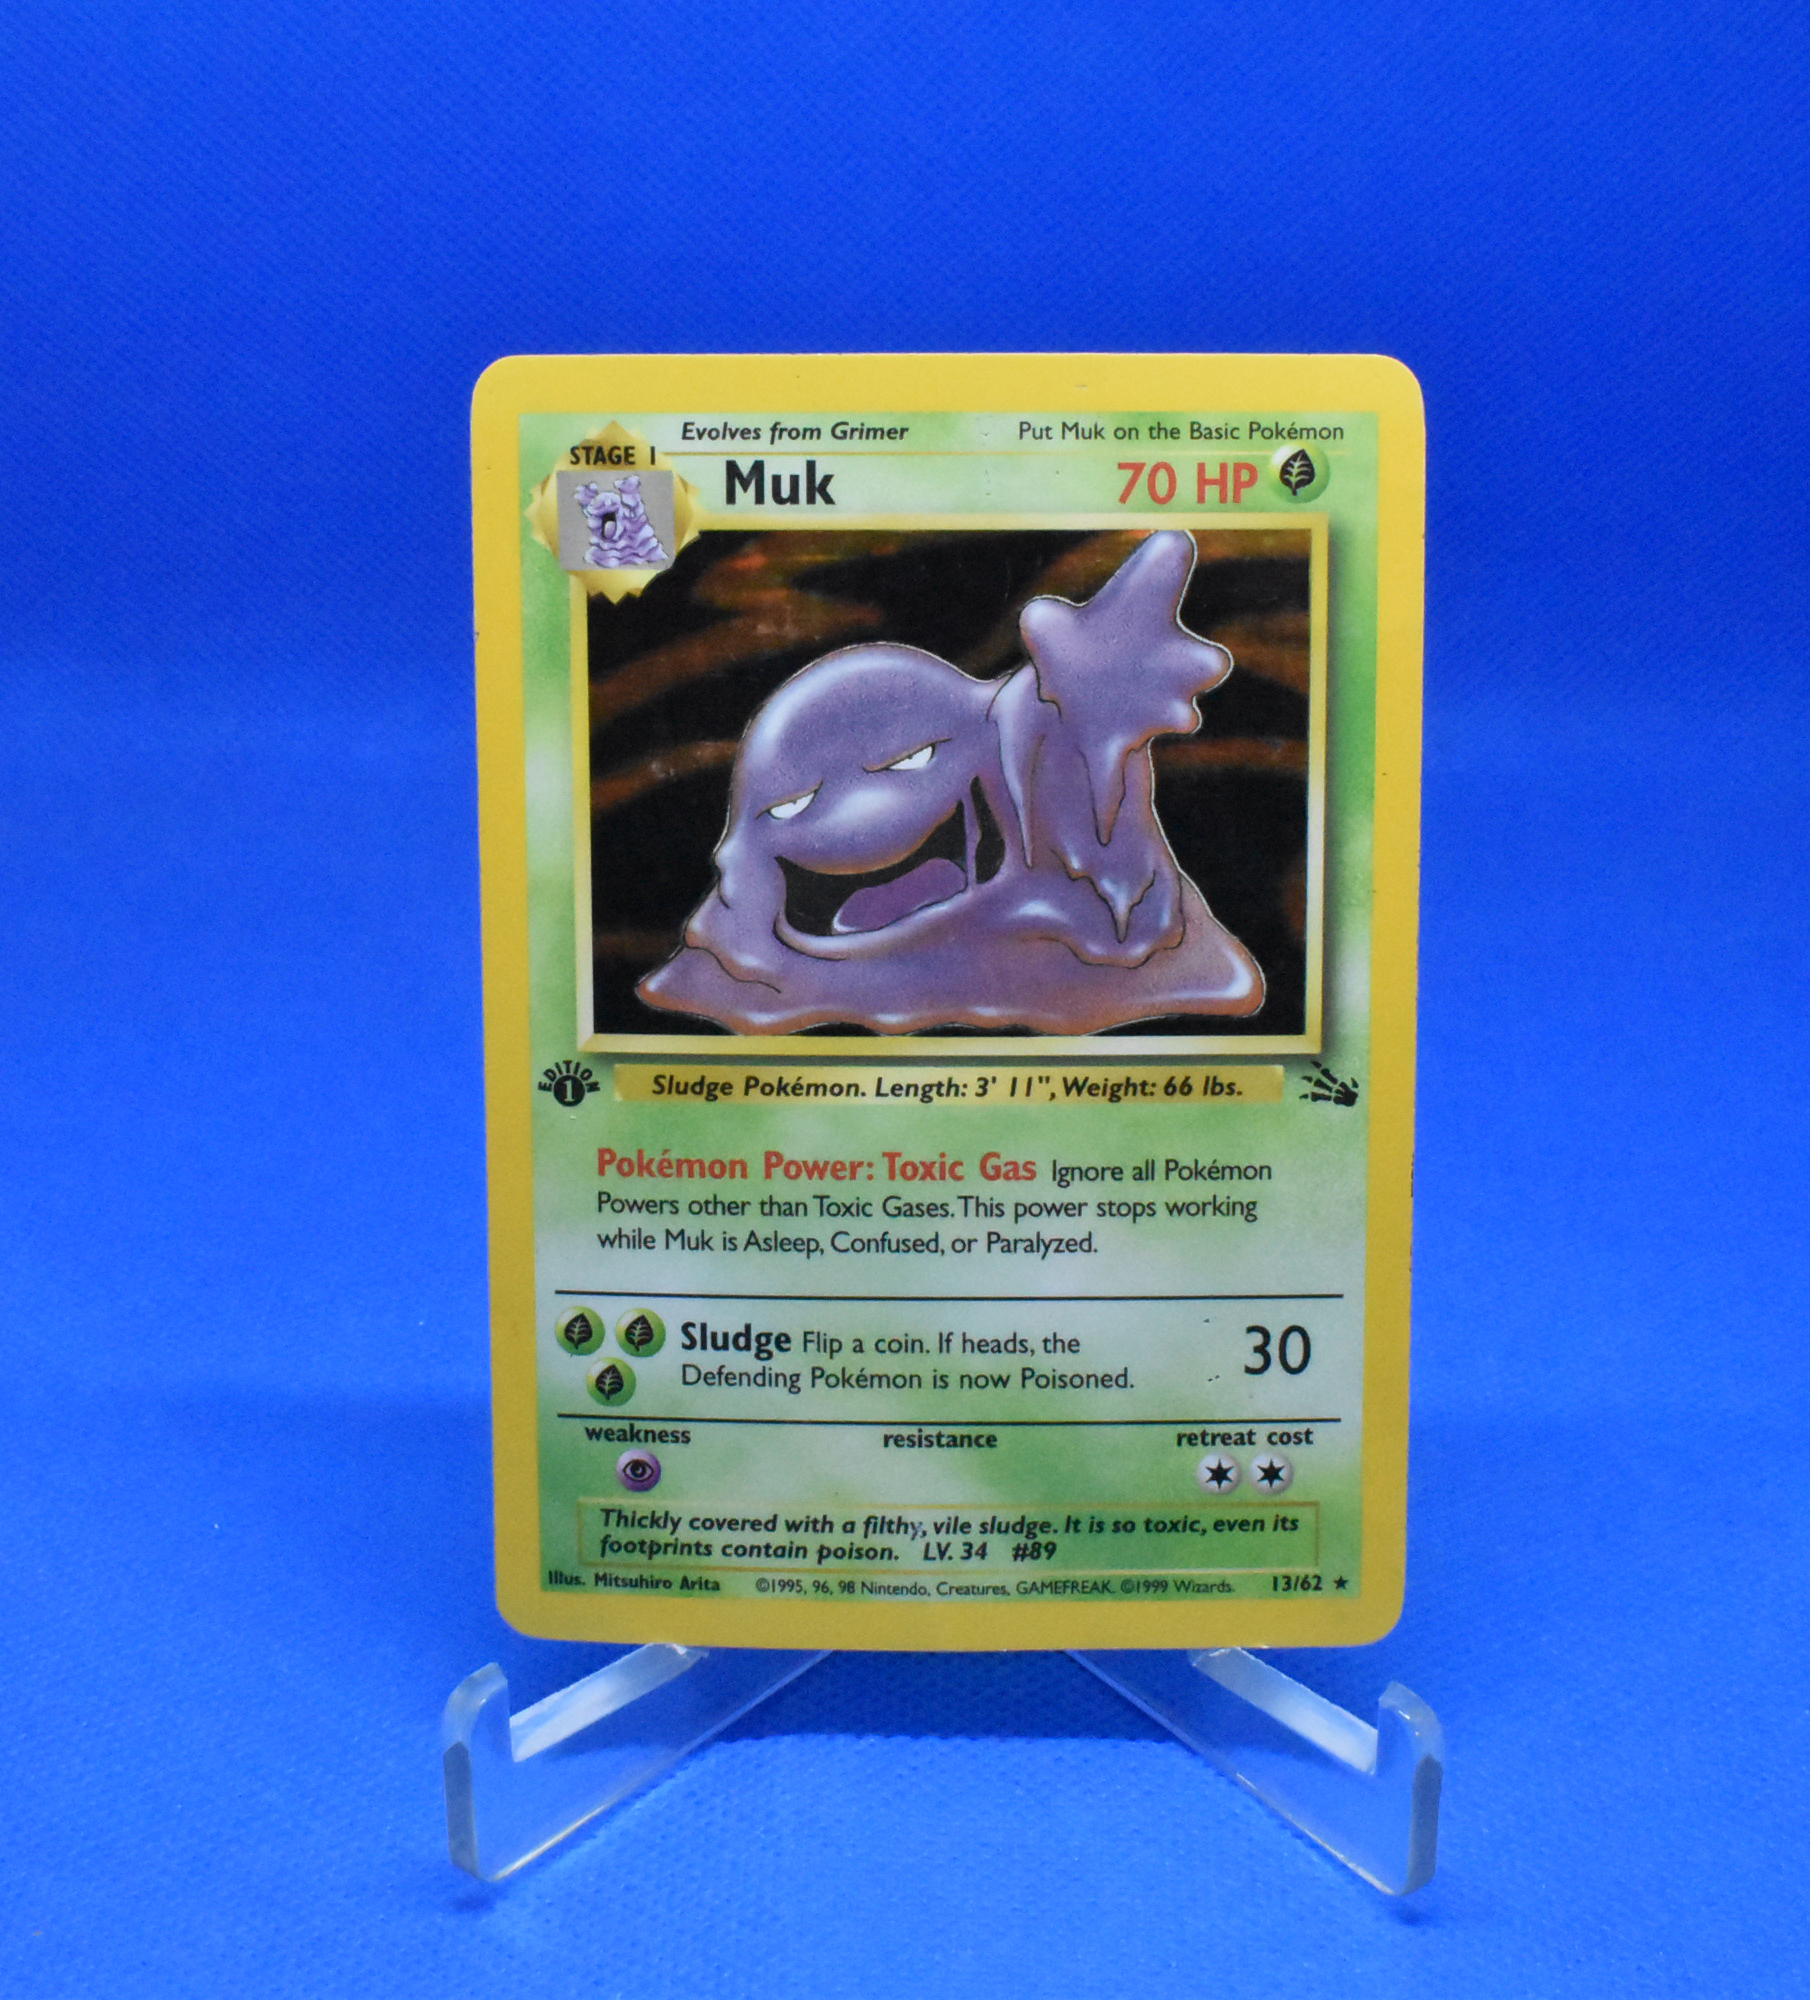 Evolves from Grimer Put Muk on the Basic Pokémon
STAGE 1
Muk 70 HP
EDITION
1
Sludge Pokémon. Length: 3' 11", Weight: 66 lbs.
Pokémon Power: Toxic Gas Ignore all Pokémon
Powers other than Toxic Gases. This power stops working
while Muk is Asleep, Confused, or Paralyzed.
Sludge Flip a coin. If heads, the
Defending Pokémon is now Poisoned.
30
weakness resistance retreat cost
Thickly covered with a filthy, vile sludge. It is so toxic, even its
footprints contain poison. LV. 34 #89
Illus. Mitsuhiro Arita ©1995, 96, 98 Nintendo, Creatures, GAMEFREAK. ©1999 Wizards. 13/62 ★